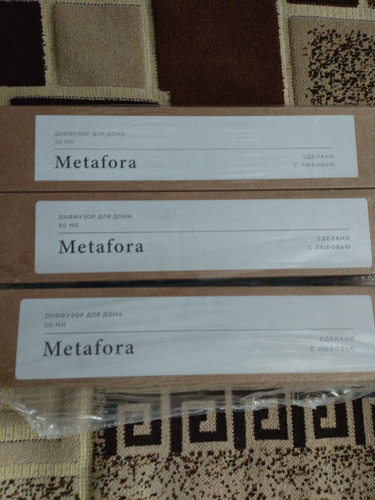 ДИФФУЗОР ДЛЯ ДОМА
50 МЛ
Metafora
СДЕЛАНО
С ЛЮБОВЬЮ
ДИФФУЗОР ДЛЯ ДОМА
50 МЛ
Metafora
СДЕЛАНО
С ЛЮБОВЬЮ
ДИФФУЗОР ДЛЯ ДОМА
50 МЛ
Metafora
СДЕЛАНО
С ЛЮБОВЬЮ